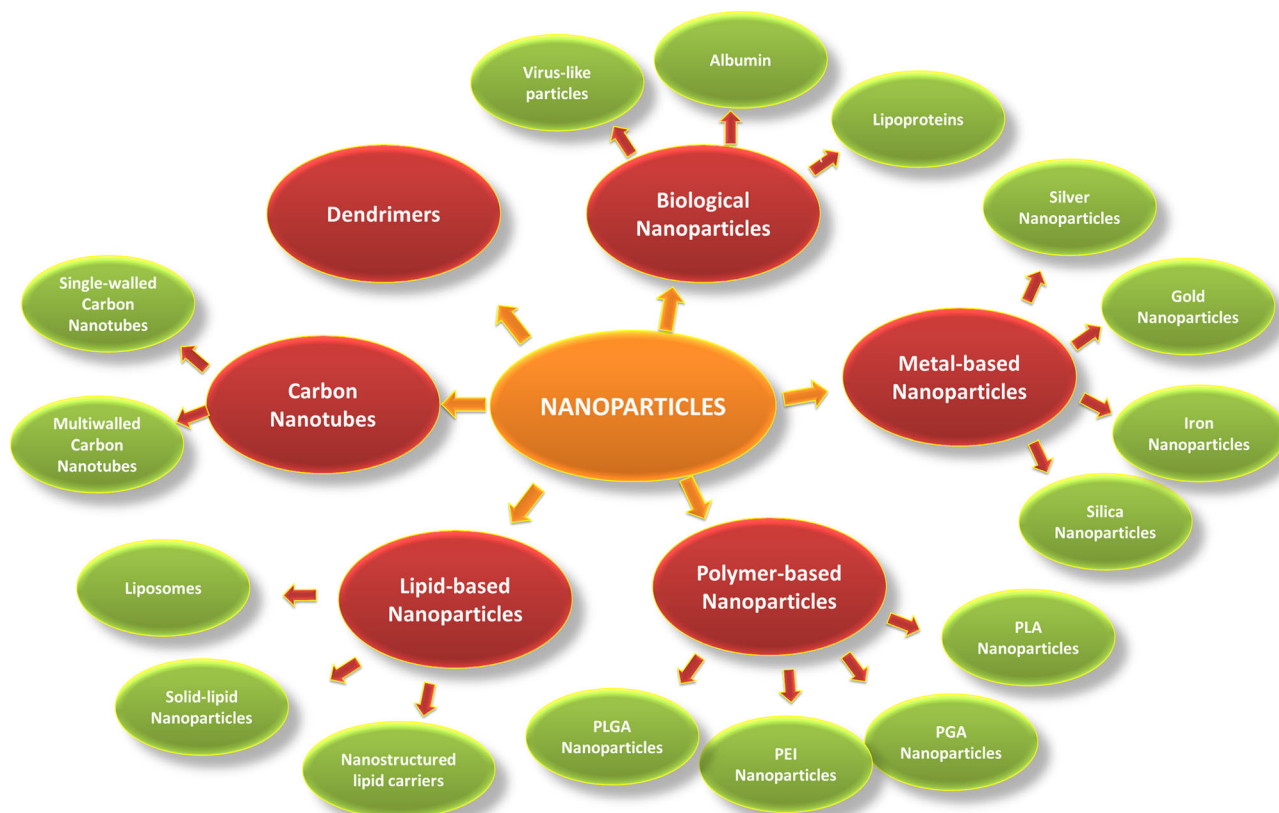 Virus-like
particles
Albumin
Lipoproteins
Dendrimers
Biological
Nanoparticles
Silver
Nanoparticles
Single-walled
Carbon
Nanotubes
Gold
Nanoparticles
Metal-based
Nanoparticles
Carbon
Nanotubes
NANOPARTICLES
Multiwalled
Carbon
Nanotubes
Iron
Nanoparticles
Silica
Nanoparticles
Liposomes
Lipid-based
Nanoparticles
Polymer-based
Nanoparticles
PLA
Nanoparticles
Solid-lipid
Nanoparticles
PLGA
Nanoparticles
PEI
Nanoparticles
PGA
Nanoparticles
Nanostructured
lipid carriers